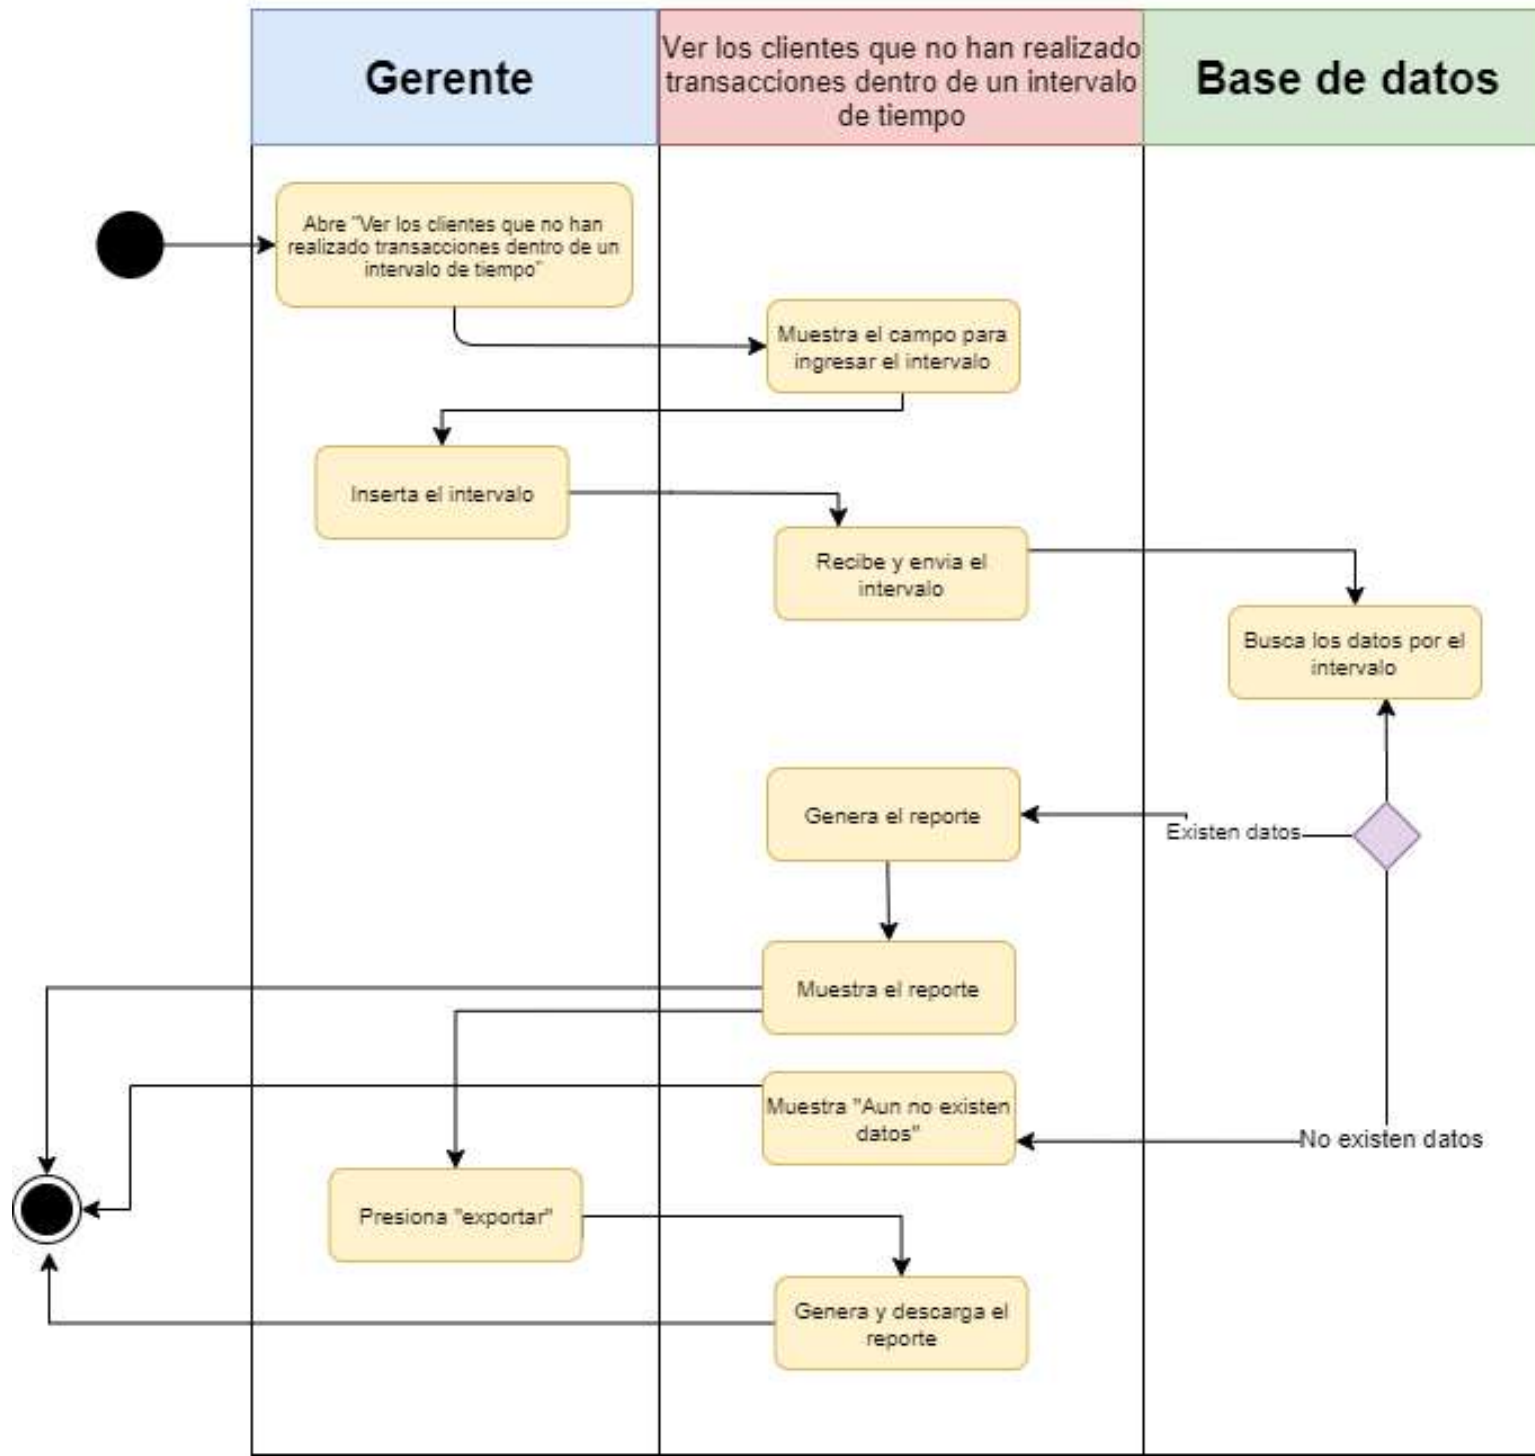 Gerente
Ver los clientes que no han realizado
transacciones dentro de un intervalo
de tiempo
Base de datos
Abre "Ver los clientes que no han
realizado transacciones dentro de un
intervalo de tiempo"
Muestra el campo para
ingresar el intervalo
Inserta el intervalo
Recibe y envia el
intervalo
Busca los datos por el
intervalo
Genera el reporte
Existen datos
Muestra el reporte
Muestra "Aun no existen
datos"
No existen datos
Presiona "exportar"
Genera y descarga el
reporte